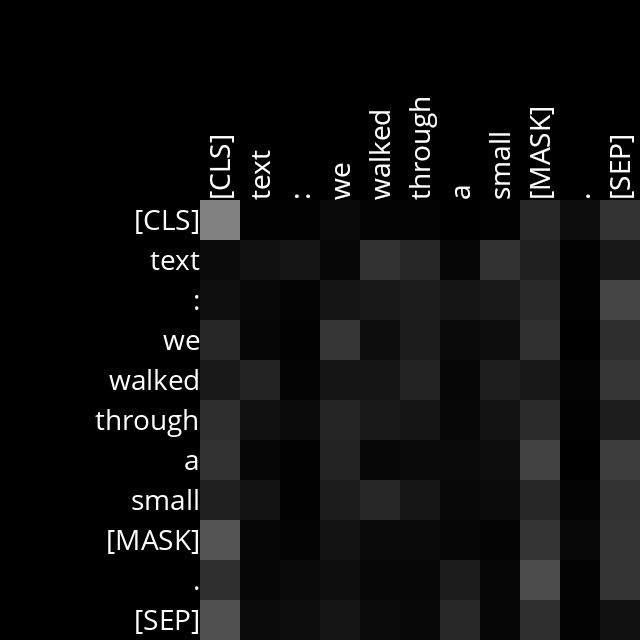 [CLS] text : we walked through a small [MASK] . [SEP]
[CLS]
text
:
we
walked
through
a
small
[MASK]
.
[SEP]